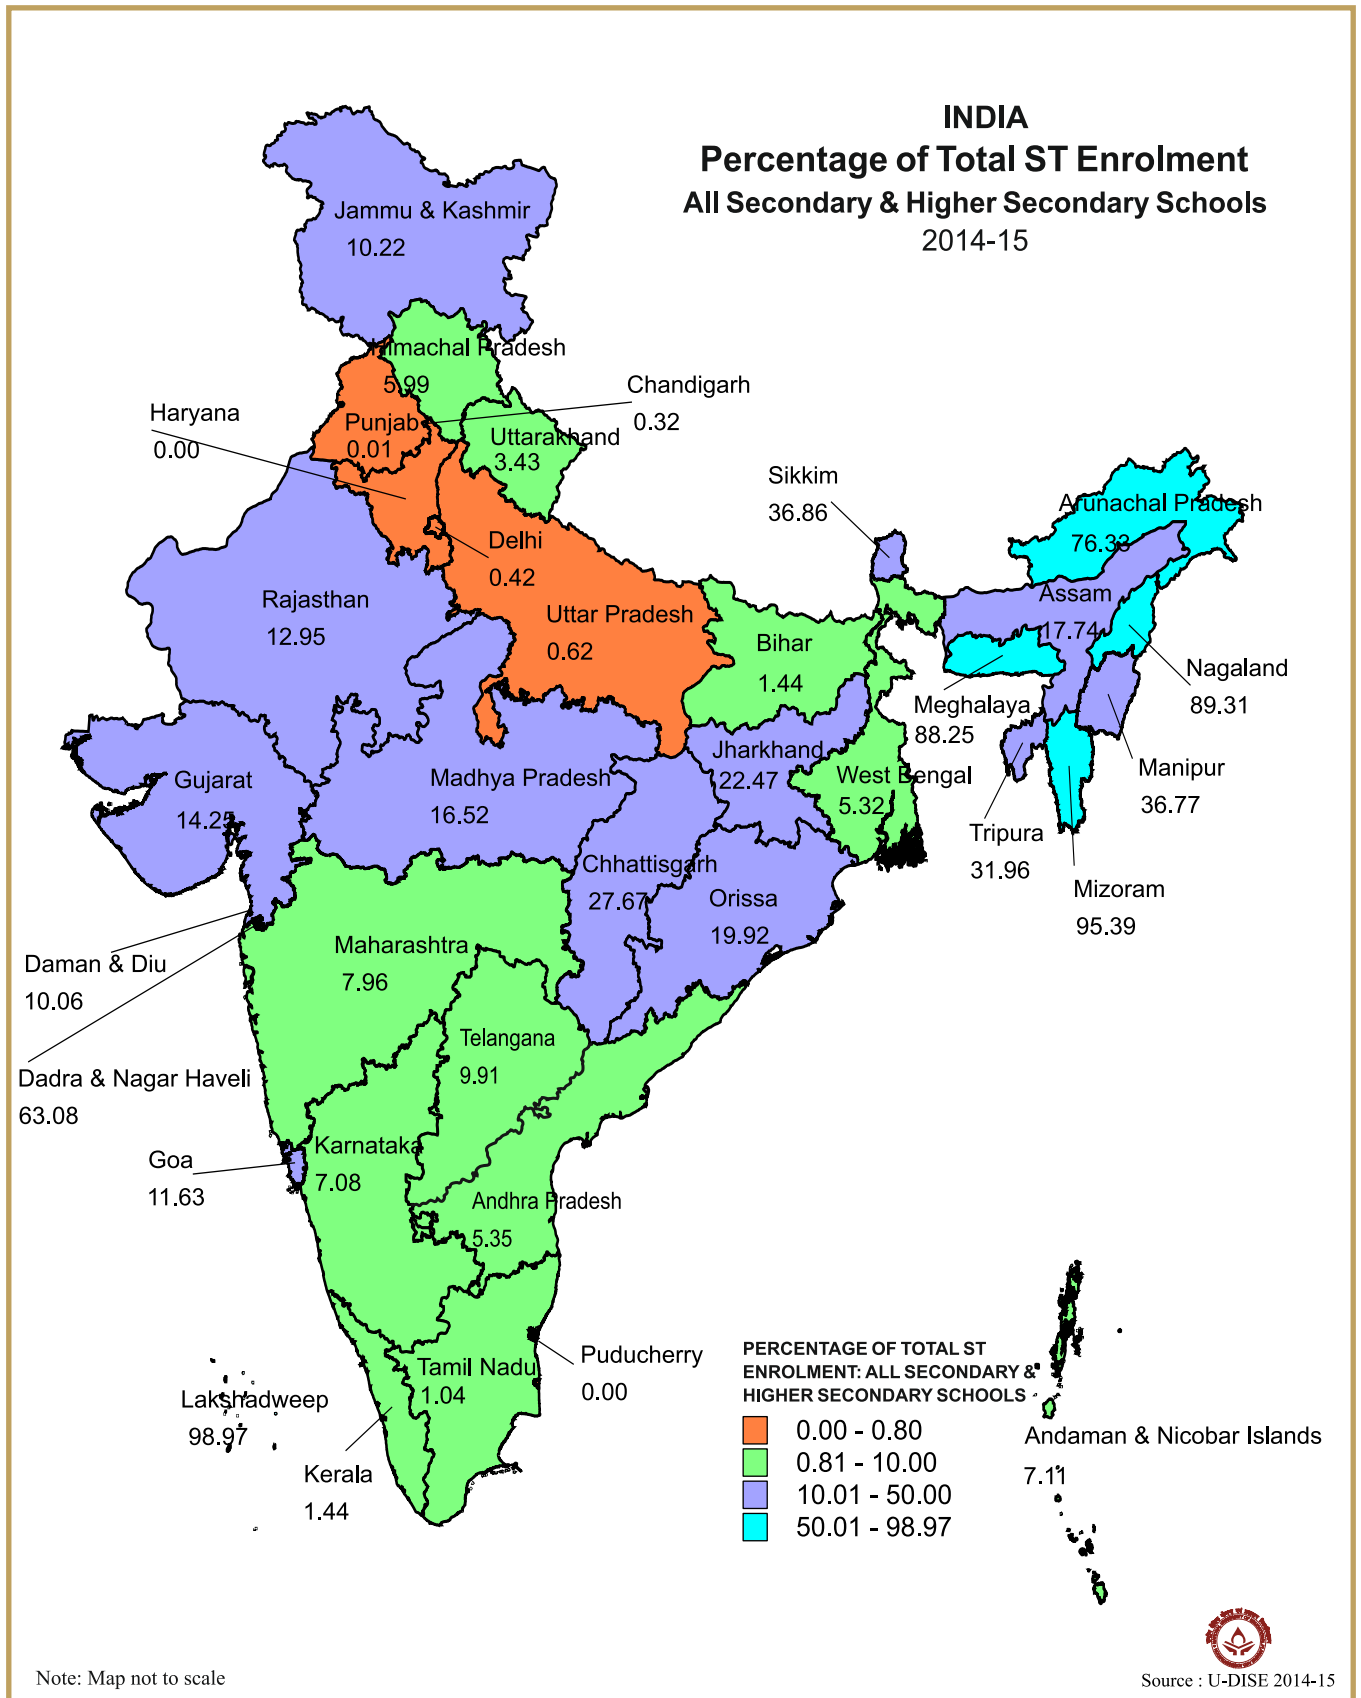 INDIA
Percentage of Total ST Enrolment
All Secondary & Higher Secondary Schools
2014-15
Jammu & Kashmir
10.22
Himachal Pradesh
5.99
Chandigarh
0.32
Haryana
0.00
Punjab
0.01
Uttarakhand
3.43
Sikkim
36.86
Arunachal Pradesh
76.33
Delhi
0.42
Rajasthan
12.95
Uttar Pradesh
0.62
Bihar
1.44
Assam
17.74
Nagaland
89.31
Meghalaya
88.25
Jharkhand
22.47
Gujarat
14.25
Madhya Pradesh
16.52
West Bengal
5.32
Manipur
36.77
Tripura
31.96
Mizoram
95.39
Chhattisgarh
27.67
Orissa
19.92
Daman & Diu
10.06
Maharashtra
7.96
Telangana
9.91
Dadra & Nagar Haveli
63.08
Goa
11.63
Karnataka
7.08
Andhra Pradesh
5.35
Puducherry
0.00
Tamil Nadu
1.04
Lakshadweep
98.97
Kerala
1.44
Andaman & Nicobar Islands
7.11
PERCENTAGE OF TOTAL ST
ENROLMENT: ALL SECONDARY &
HIGHER SECONDARY SCHOOLS
0.00 - 0.80
0.81 - 10.00
10.01 - 50.00
50.01 - 98.97
Note: Map not to scale
Source : U-DISE 2014-15